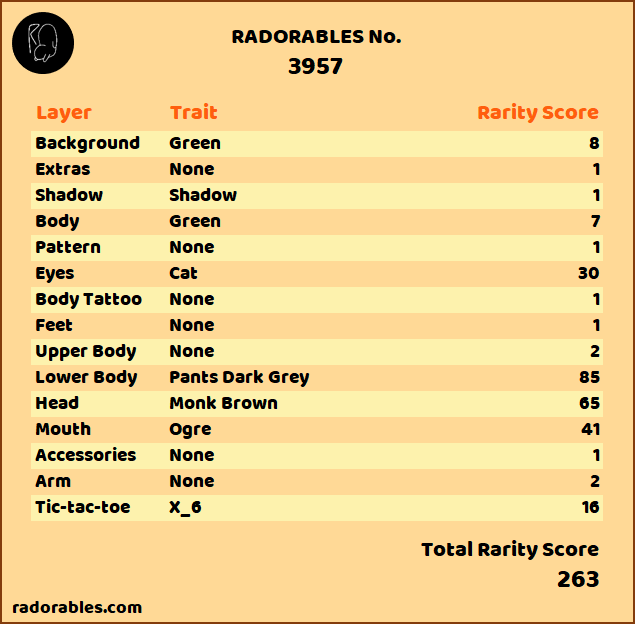 RADORABLES No.
3957
Layer Trait Rarity Score
Background Green 8
Extras None 1
Shadow Shadow 1
Body Green 7
Pattern None 1
Eyes Cat 30
Body Tattoo None 1
Feet None 1
Upper Body None 2
Lower Body Pants Dark Grey 85
Head Monk Brown 65
Mouth Ogre 41
Accessories None 1
Arm None 2
Tic-tac-toe X_6 16
Total Rarity Score
263
radorables.com